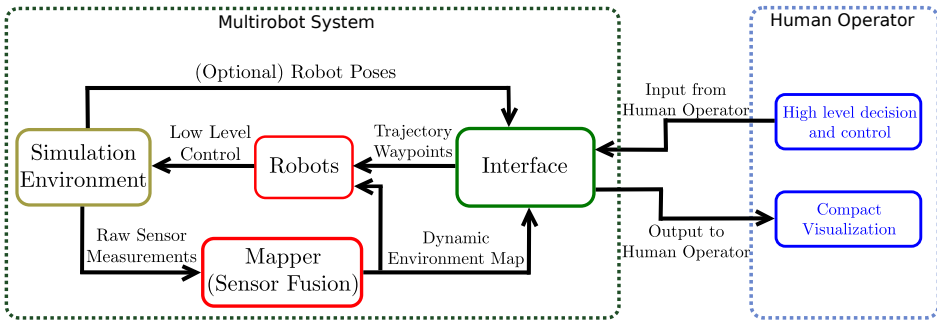 Multirobot System
Human Operator
(Optional) Robot Poses
Input from
Human Operator
High level decision
and control
Low Level
Control
Trajectory
Waypoints
Simulation
Environment
Robots
Interface
Compact
Visualization
Raw Sensor
Measurements
Mapper
(Sensor Fusion)
Dynamic
Environment Map
Output to
Human Operator